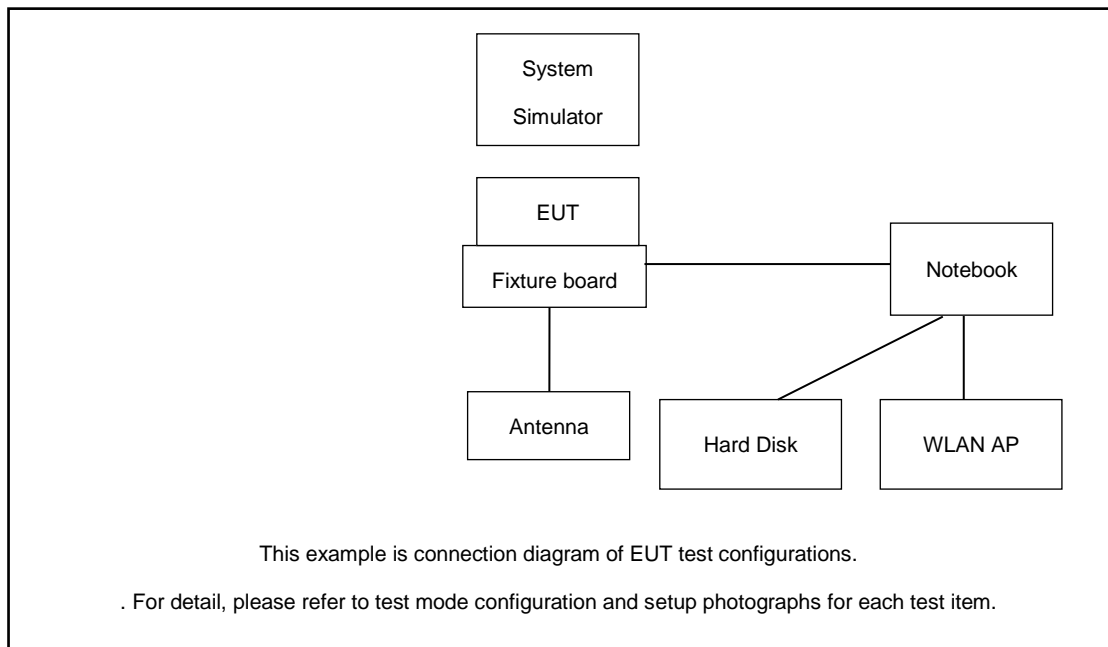 System
Simulator
EUT
Fixture board
Notebook
Antenna
Hard Disk
WLAN AP
This example is connection diagram of EUT test configurations.
. For detail, please refer to test mode configuration and setup photographs for each test item.